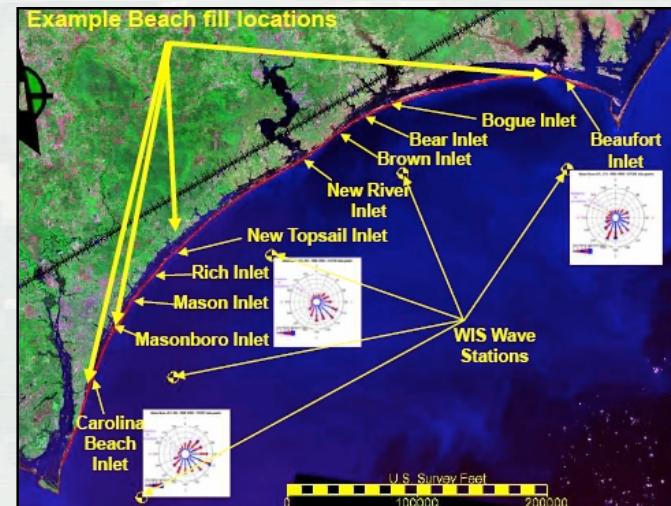 Example Beach fill locations
Bogue Inlet
Bear Inlet
Beaufort
Inlet
Brown Inlet
New River
Inlet
New Topsail Inlet
Rich Inlet
Mason Inlet
Masonboro Inlet
WIS Wave
Stations
Carolina
Beach
Inlet
U.S. Survey Feet
0
100000
200000